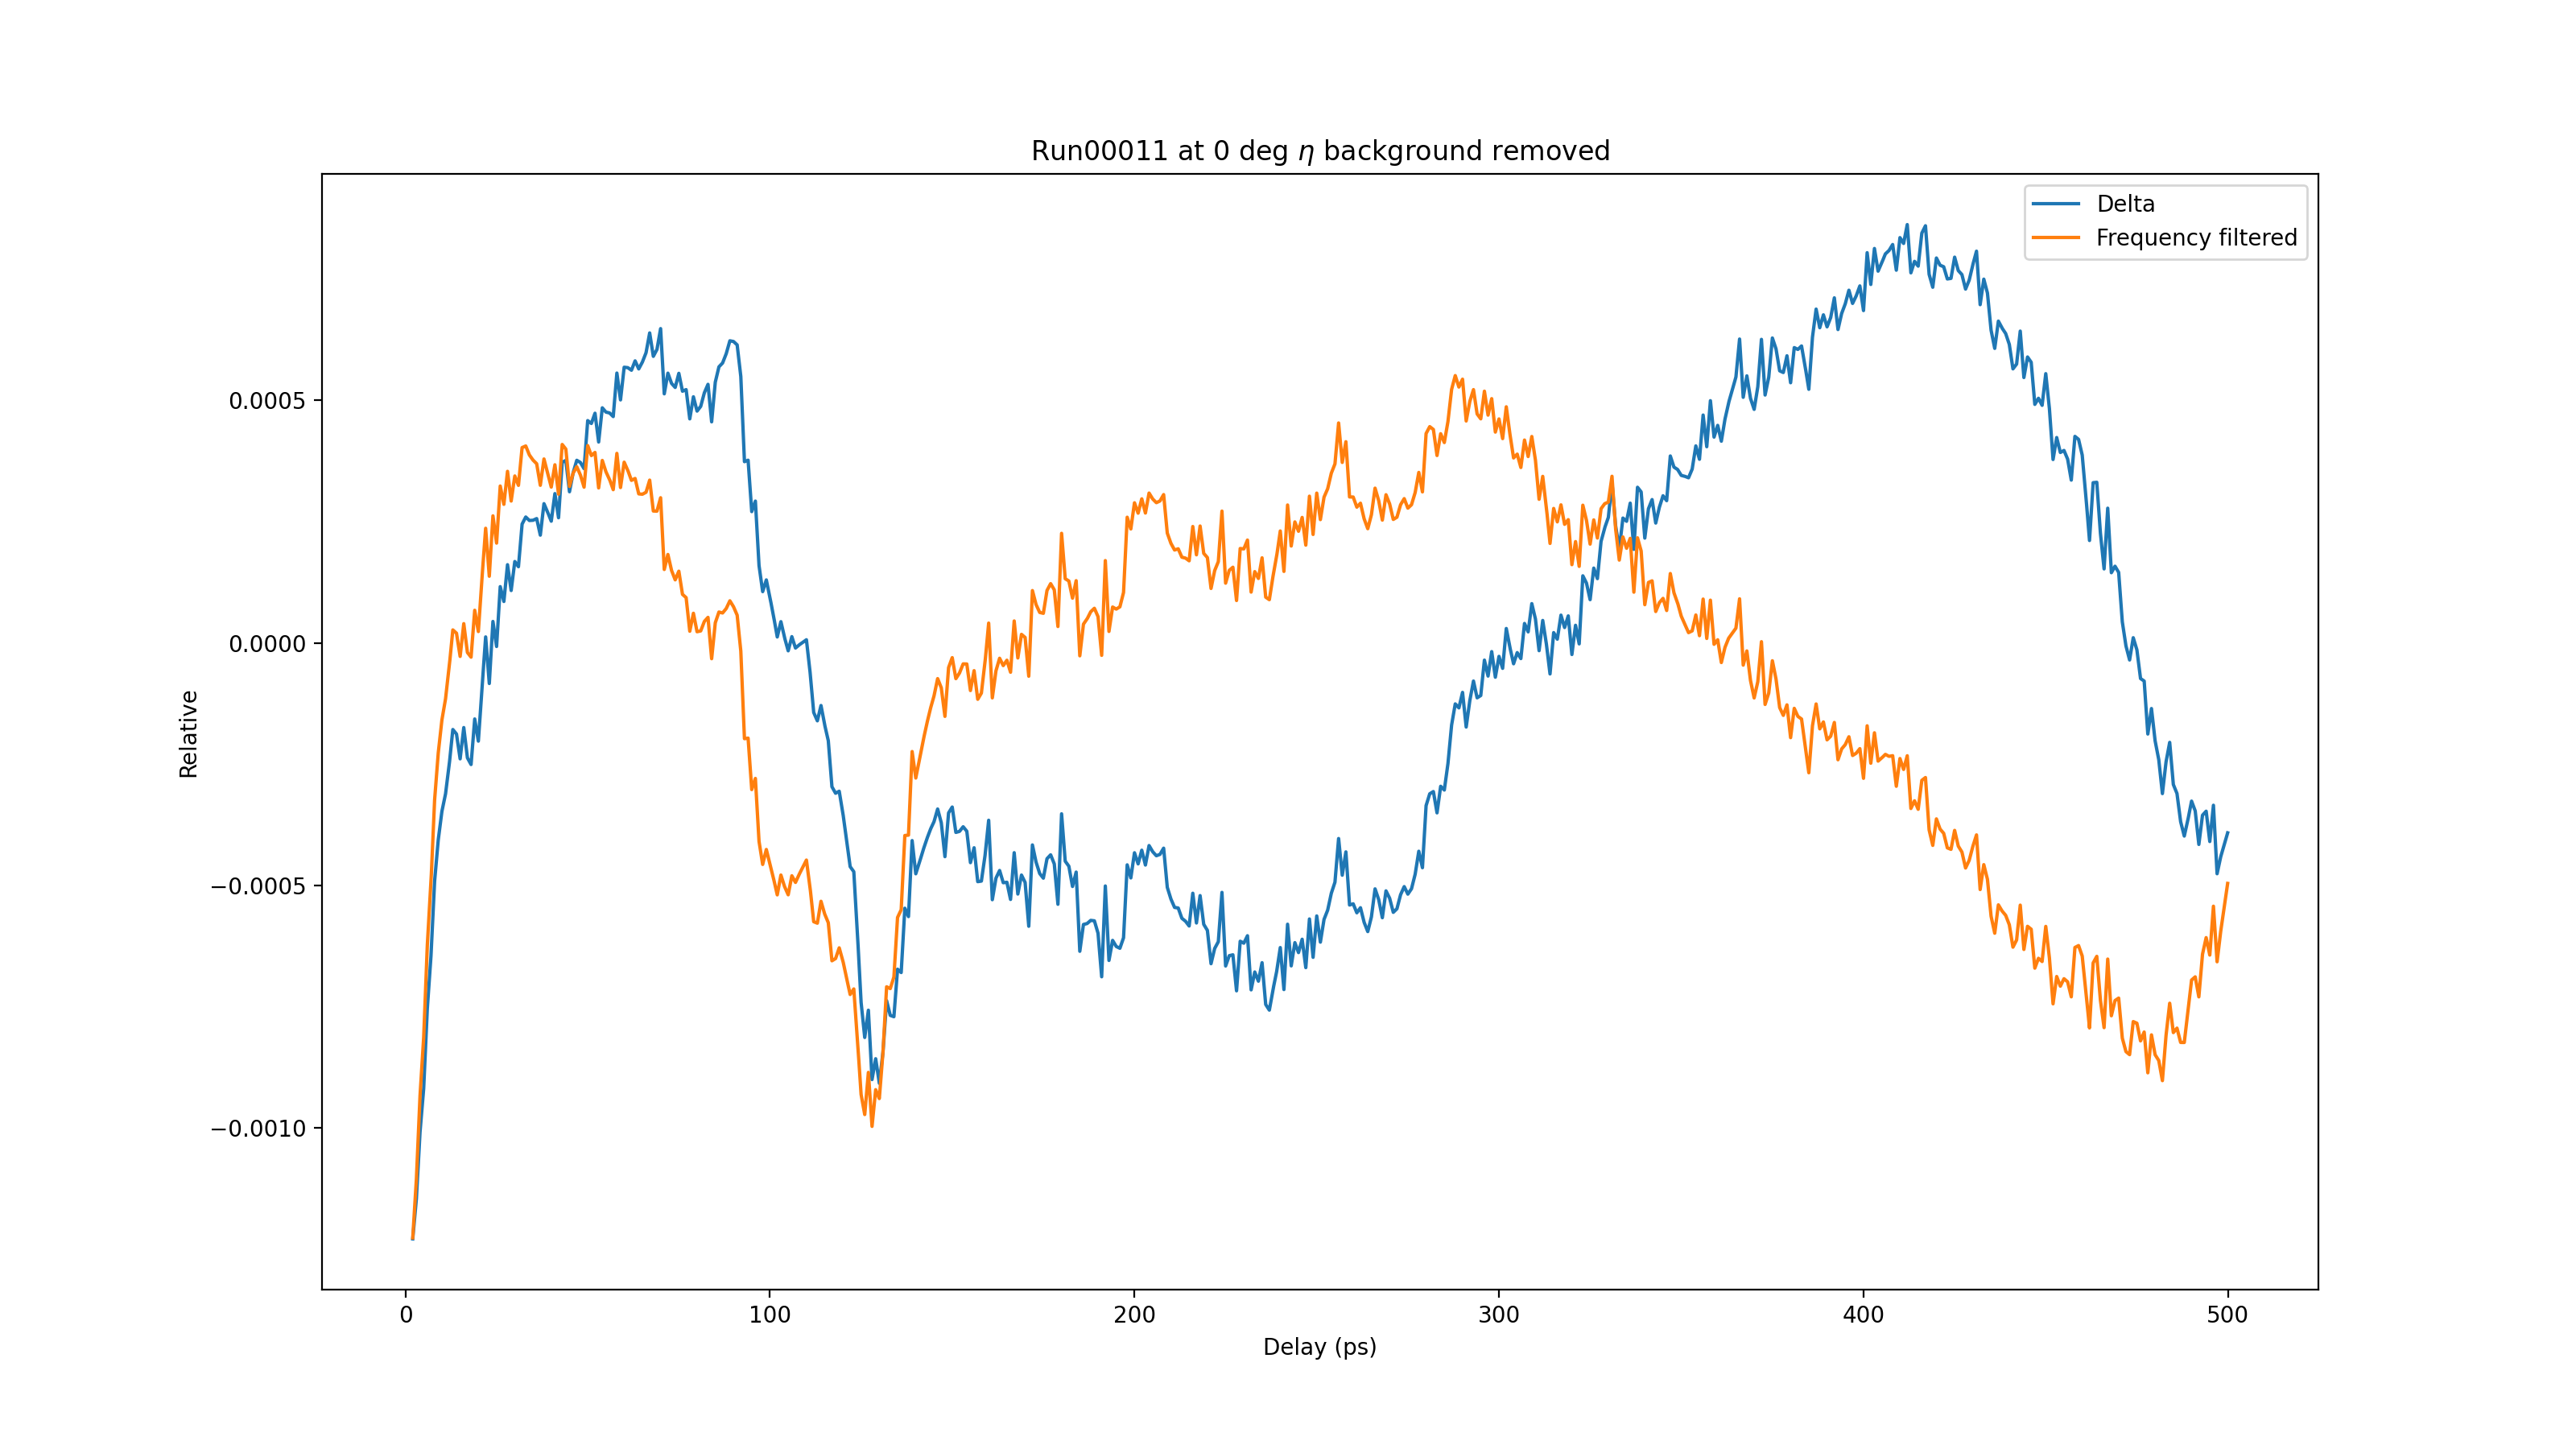 Run00011 at 0 deg η background removed
Delta
Frequency filtered
0.0005
0.0000
−0.0005
−0.0010
Relative
0 100 200 300 400 500
Delay (ps)